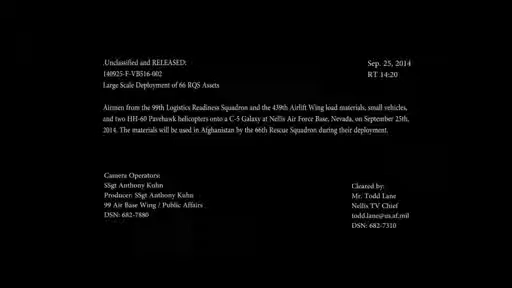 .Unclassified and RELEASED:
Sep. 25, 2014
140925-F-VB516-002
RT 14:20
Large Scale Deployment of 66 RQS Assets
Airmen from the 99th Logistics Readiness Squadron and the 439th Airlift Wing load materials, small vehicles,
and two HH-60 Pavehawk helicopters onto a C-5 Galaxy at Nellis Air Force Base, Nevada, on September 25th,
2014. The materials will be used in Afghanistan by the 66th Rescue Squadron during their deployment.
Camera Operators:
SSgt Anthony Kuhn
Producer: SSgt Anthony Kuhn
99 Air Base Wing / Public Affairs
DSN: 682-7880
Cleared by:
Mr. Todd Lane
Nellis TV Chief
todd.lane@us.af.mil
DSN: 682-7310